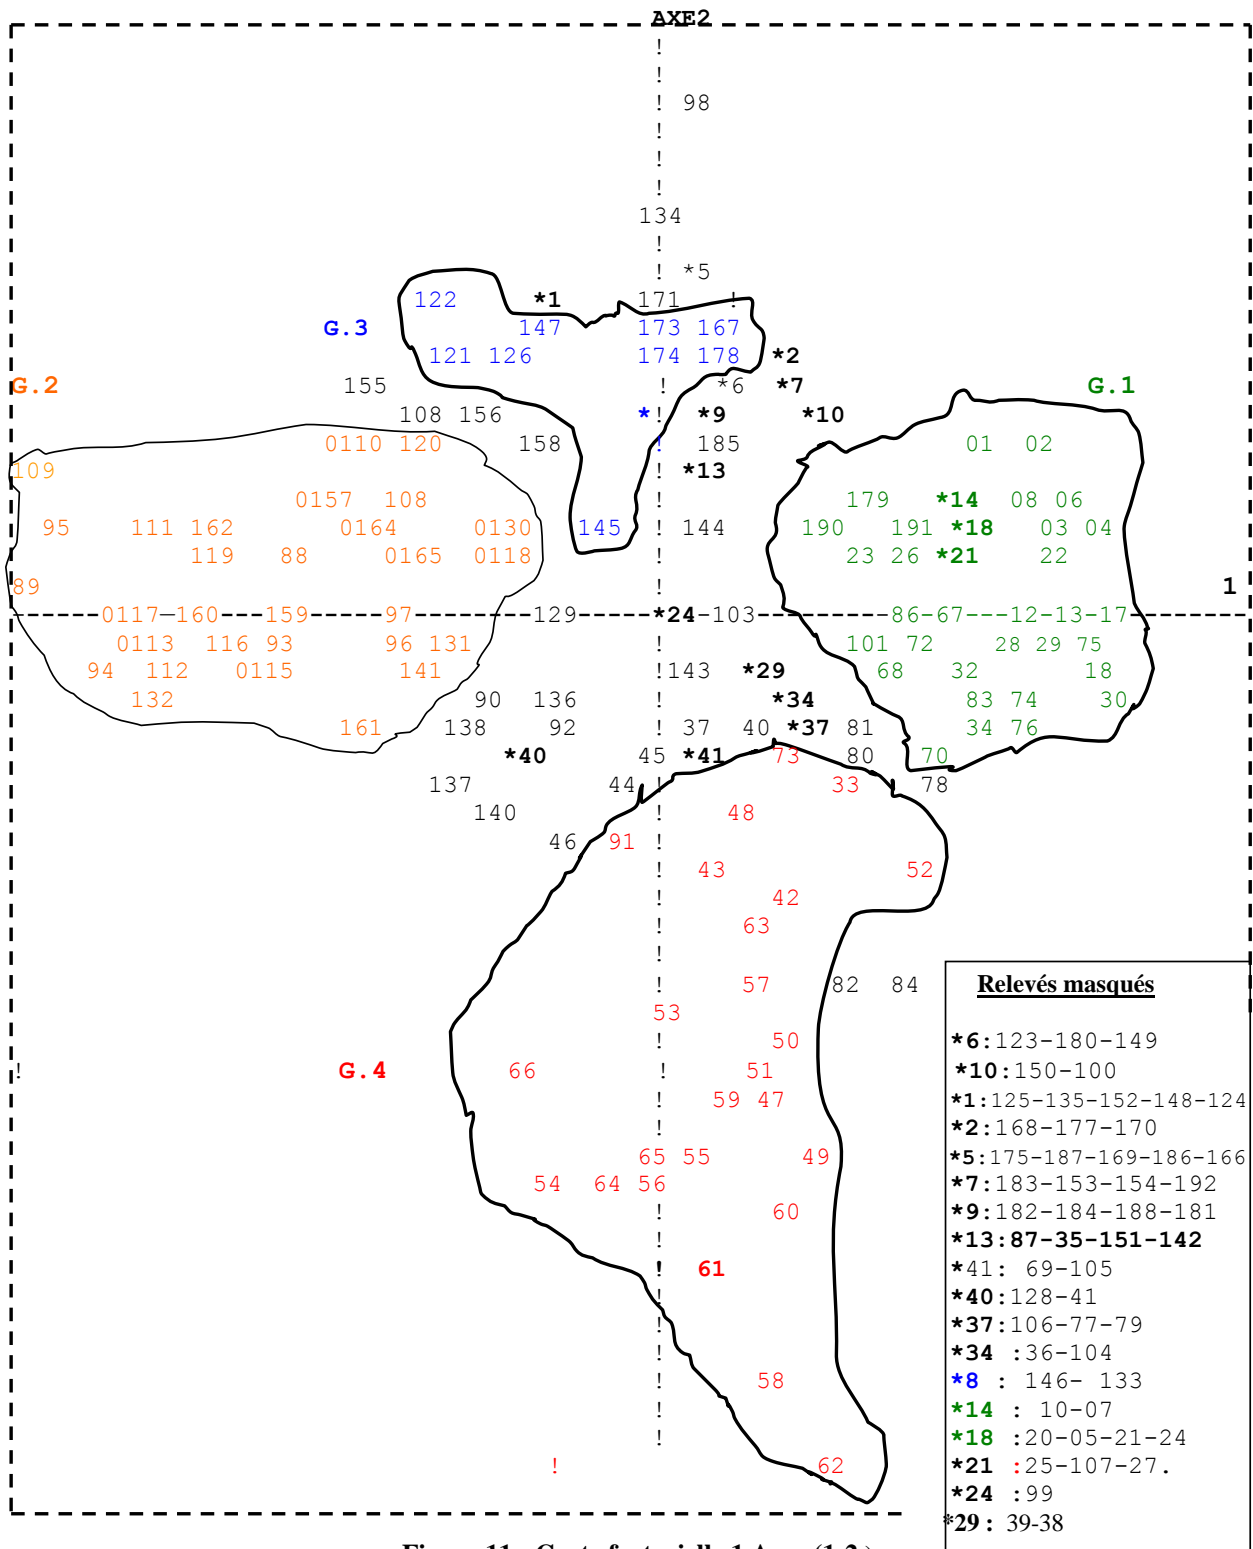 AXE2
! 98
134
! *5
122 *1 171 !
G.3 147 173 167
121 126 174 178 *2
G.2 155 ! *6 *7 G.1
108 156 *! *9 *10
0110 120 158 ! 185 01 02
109 ! *13
0157 108 179 *14 08 06
95 111 162 0164 0130 145 ! 144 190 191 *18 03 04
119 88 0165 0118 ! 23 26 *21 22
89 ! 1
0117-160---159-----97--------129-----*24-103---------86-67---12-13-17
0113 116 93 96 131 ! 101 72 28 29 75
94 112 0115 141 !143 *29 68 32 18
132 90 136 ! *34 83 74 30
161 138 92 ! 37 40 *37 81 34 76
*40 45 *41 73 80 70
137 44 ! 33 78
140 ! 48
46 91 !
! 43 52
! 42
! 63
! 57 82 84 Relevés masqués
53
! 50 *6:123-180-149
! G.4 66 ! 51 *10:150-100
59 47 *1:125-135-152-148-124
! *2:168-177-170
65 55 49 *5:175-187-169-186-166
54 64 56 *7:183-153-154-192
! 60 *9:182-184-188-181
! *13:87-35-151-142
! 61 *41: 69-105
! *40:128-41
! *37:106-77-79
! *34 :36-104
! 58 *8 : 146- 133
! *14 : 10-07
! *18 :20-05-21-24
! 62 *21 :25-107-27.
*24 :99
*29 : 39-38